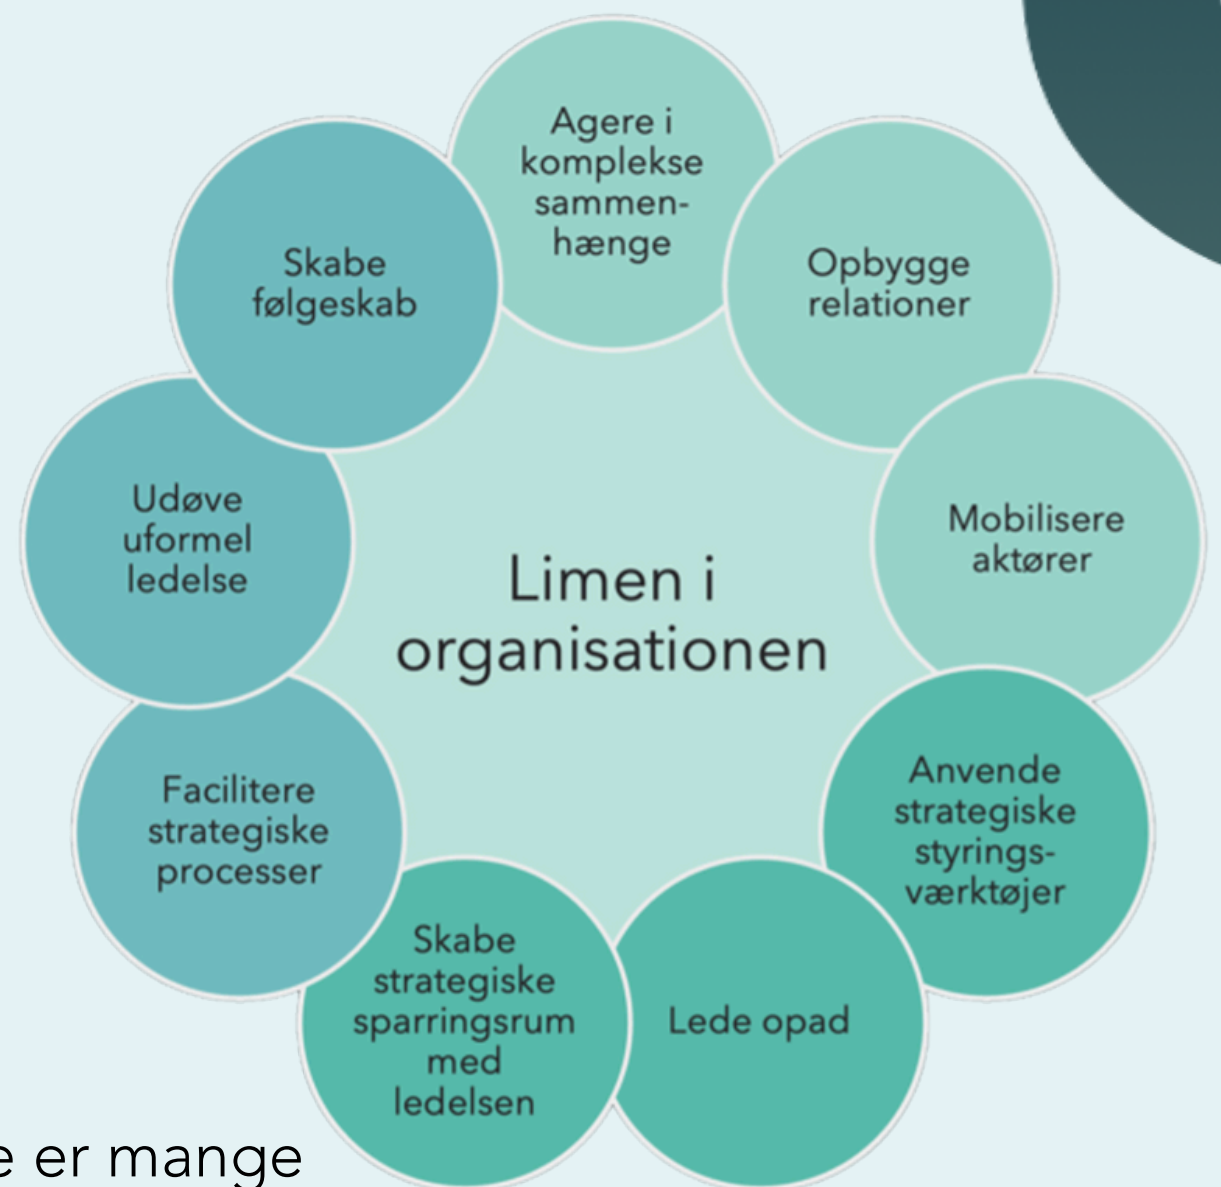 Agere i
komplekse
sammen-
hænge
Opbygge
relationer
Mobilisere
aktører
Anvende
strategiske
styrings-
værktøjer
Lede opad
Skabe
strategiske
sparringsrum
med
ledelsen
Facilitere
strategiske
processer
Udøve
uformel
ledelse
Skabe
følgeskab
Limen i
organisationen
er mange